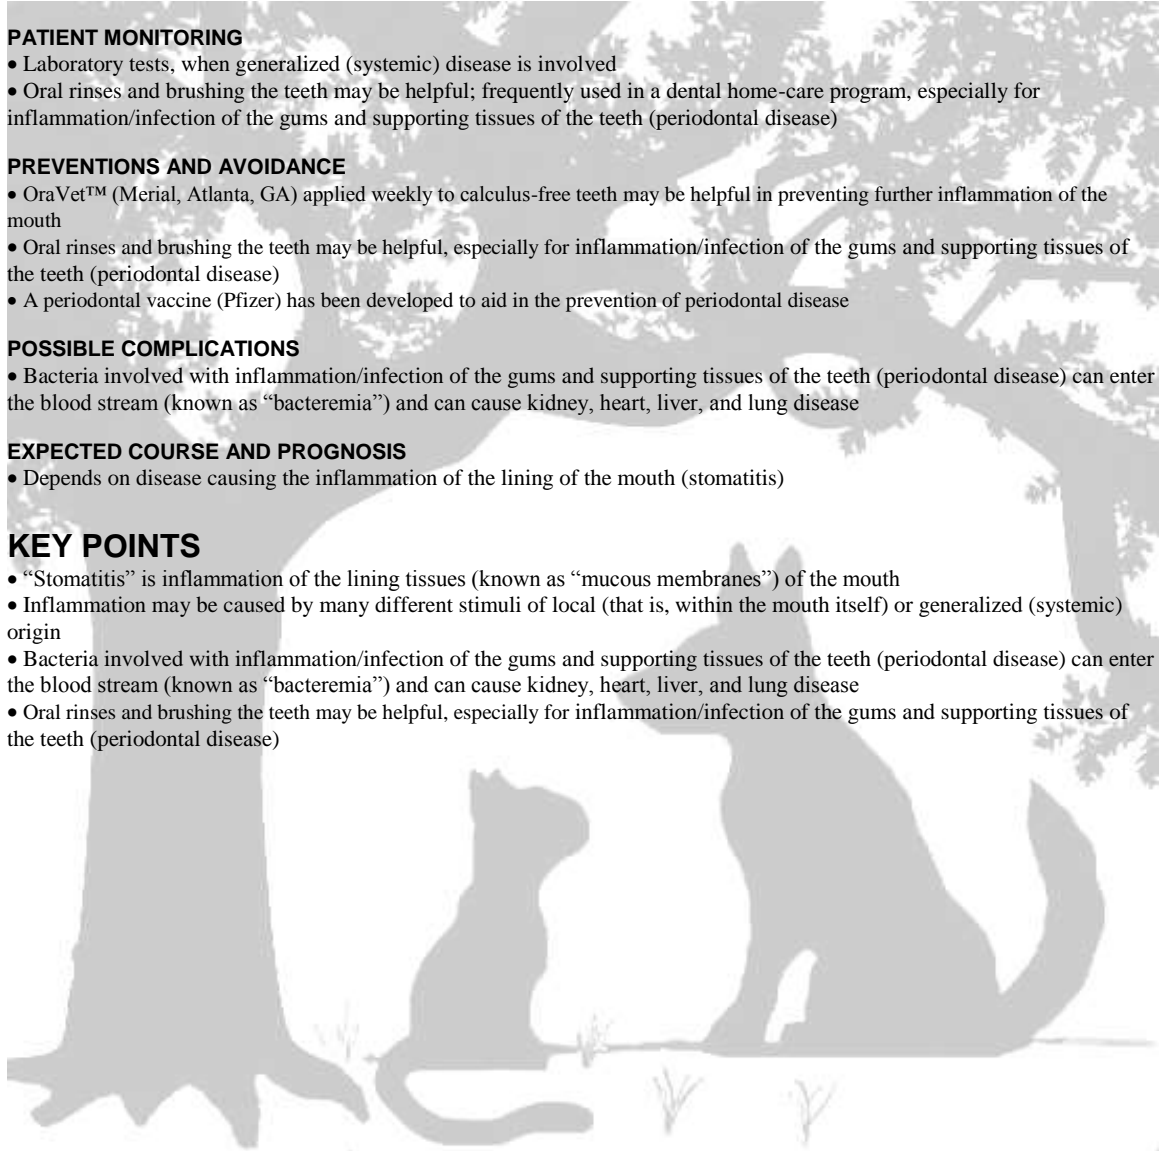 PATIENT MONITORING
• Laboratory tests, when generalized (systemic) disease is involved
• Oral rinses and brushing the teeth may be helpful; frequently used in a dental home-care program, especially for
inflammation/infection of the gums and supporting tissues of the teeth (periodontal disease)
PREVENTIONS AND AVOIDANCE
• OraVet™ (Merial, Atlanta, GA) applied weekly to calculus-free teeth may be helpful in preventing further inflammation of the
mouth
• Oral rinses and brushing the teeth may be helpful, especially for inflammation/infection of the gums and supporting tissues of
the teeth (periodontal disease)
• A periodontal vaccine (Pfizer) has been developed to aid in the prevention of periodontal disease
POSSIBLE COMPLICATIONS
• Bacteria involved with inflammation/infection of the gums and supporting tissues of the teeth (periodontal disease) can enter
the blood stream (known as “bacteremia”) and can cause kidney, heart, liver, and lung disease
EXPECTED COURSE AND PROGNOSIS
• Depends on disease causing the inflammation of the lining of the mouth (stomatitis)
KEY POINTS
• “Stomatitis” is inflammation of the lining tissues (known as “mucous membranes”) of the mouth
• Inflammation may be caused by many different stimuli of local (that is, within the mouth itself) or generalized (systemic)
origin
• Bacteria involved with inflammation/infection of the gums and supporting tissues of the teeth (periodontal disease) can enter
the blood stream (known as “bacteremia”) and can cause kidney, heart, liver, and lung disease
• Oral rinses and brushing the teeth may be helpful, especially for inflammation/infection of the gums and supporting tissues of
the teeth (periodontal disease)